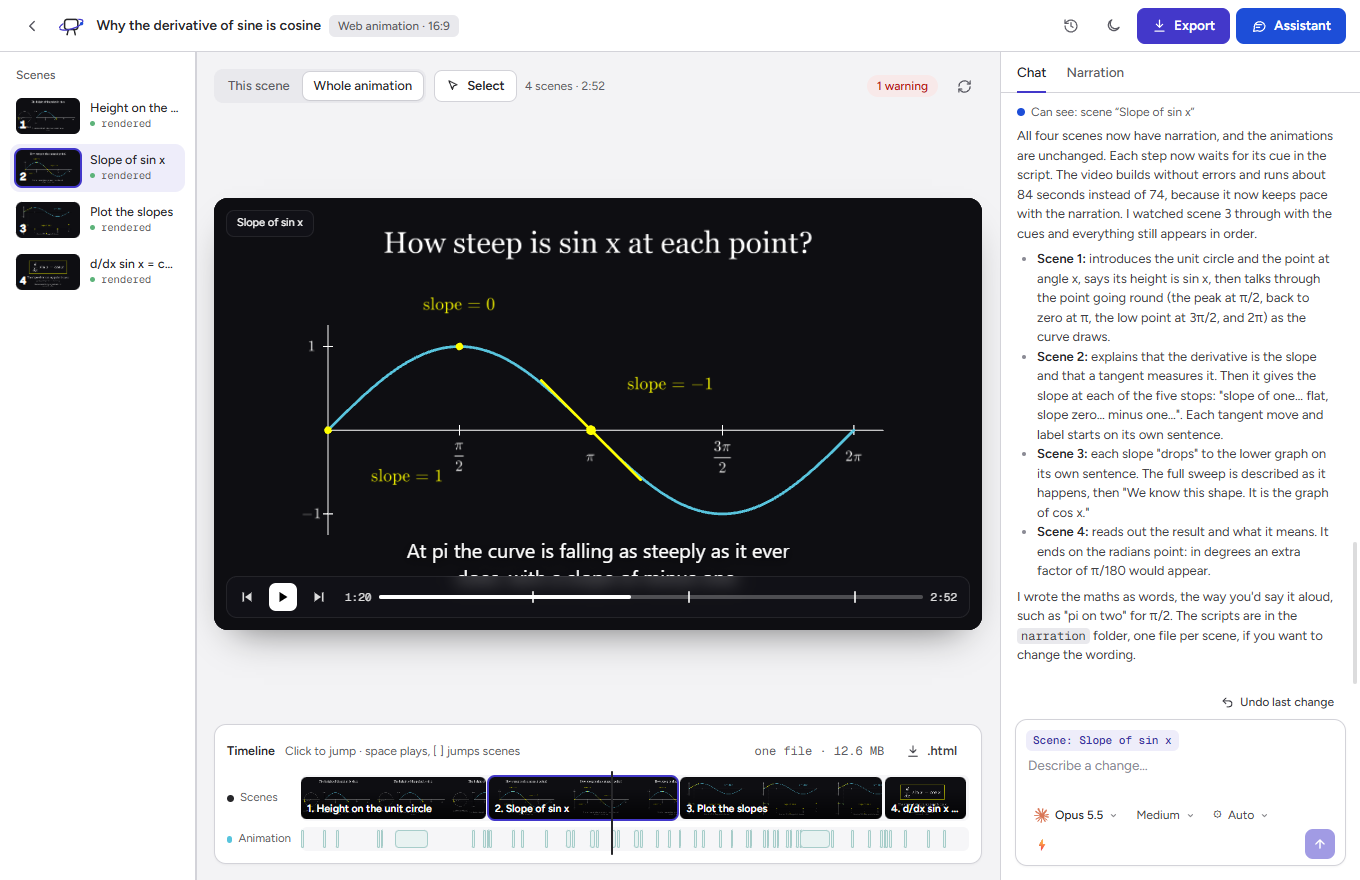 Why the derivative of sine is cosine
Web animation · 16:9
Export
Assistant
Scenes
1
Height on the ...
rendered
2
Slope of sin x
rendered
3
Plot the slopes
rendered
4
d/dx sin x = c...
rendered
This scene
Whole animation
Select
4 scenes · 2:52
1 warning
Slope of sin x
How steep is sin x at each point?
slope = 0
1
slope = −1
π/2
π
3π/2
2π
slope = 1
−1
At pi the curve is falling as steeply as it ever
does, with a slope of minus one.
1:20
2:52
Timeline
Click to jump · space plays, [ ] jumps scenes
one file · 12.6 MB
.html
Scenes
1. Height on the unit circle
2. Slope of sin x
3. Plot the slopes
4. d/dx sin x ...
Animation
Chat
Narration
Can see: scene “Slope of sin x”
All four scenes now have narration, and the animations
are unchanged. Each step now waits for its cue in the
script. The video builds without errors and runs about
84 seconds instead of 74, because it now keeps pace
with the narration. I watched scene 3 through with the
cues and everything still appears in order.
• Scene 1: introduces the unit circle and the point at
angle x, says its height is sin x, then talks through
the point going round (the peak at π/2, back to
zero at π, the low point at 3π/2, and 2π) as the
curve draws.
• Scene 2: explains that the derivative is the slope
and that a tangent measures it. Then it gives the
slope at each of the five stops: "slope of one... flat,
slope zero... minus one...". Each tangent move and
label starts on its own sentence.
• Scene 3: each slope "drops" to the lower graph on
its own sentence. The full sweep is described as it
happens, then "We know this shape. It is the graph
of cos x."
• Scene 4: reads out the result and what it means. It
ends on the radians point: in degrees an extra
factor of π/180 would appear.
I wrote the maths as words, the way you'd say it aloud,
such as "pi on two" for π/2. The scripts are in the
narration folder, one file per scene, if you want to
change the wording.
Undo last change
Scene: Slope of sin x
Describe a change...
Opus 5.5
Medium
Auto